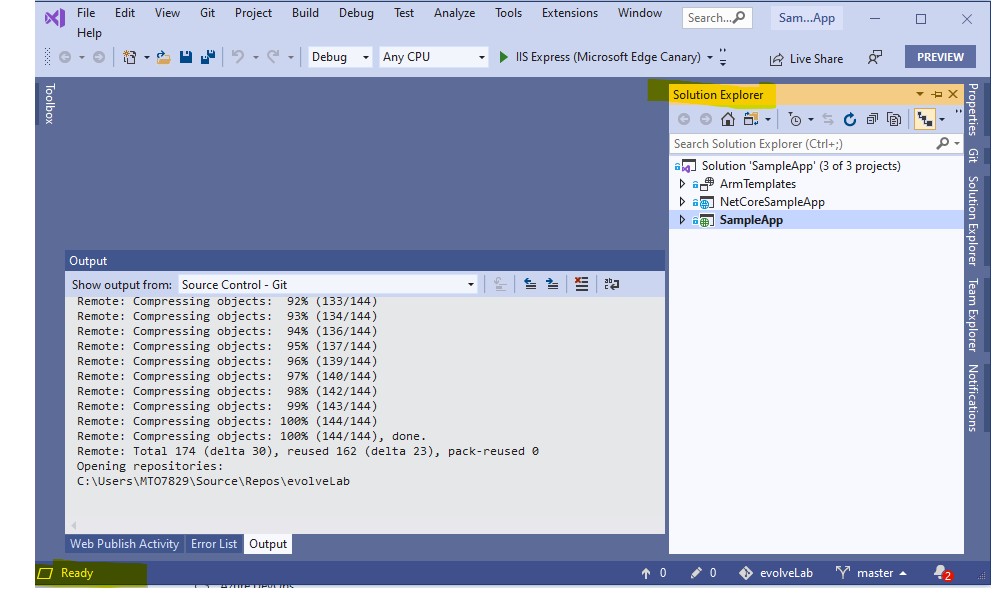 File Edit View Git Project Build Debug Test Analyze Tools Extensions Window Search... Sam...App
Help
Debug Any CPU IIS Express (Microsoft Edge Canary) Live Share PREVIEW
Toolbox
Solution Explorer
Search Solution Explorer (Ctrl+;)
Solution 'SampleApp' (3 of 3 projects)
ArmTemplates
NetCoreSampleApp
SampleApp
Properties
Git
Solution Explorer
Team Explorer
Notifications
Output
Show output from: Source Control - Git
Remote: Compressing objects:  92% (133/144)
Remote: Compressing objects:  93% (134/144)
Remote: Compressing objects:  94% (136/144)
Remote: Compressing objects:  95% (137/144)
Remote: Compressing objects:  96% (139/144)
Remote: Compressing objects:  97% (140/144)
Remote: Compressing objects:  98% (142/144)
Remote: Compressing objects:  99% (143/144)
Remote: Compressing objects: 100% (144/144)
Remote: Compressing objects: 100% (144/144), done.
Remote: Total 174 (delta 30), reused 162 (delta 23), pack-reused 0
Opening repositories:
C:\Users\MTO7829\Source\Repos\evolveLab
Web Publish Activity Error List Output
Ready 0 0 evolveLab master 2